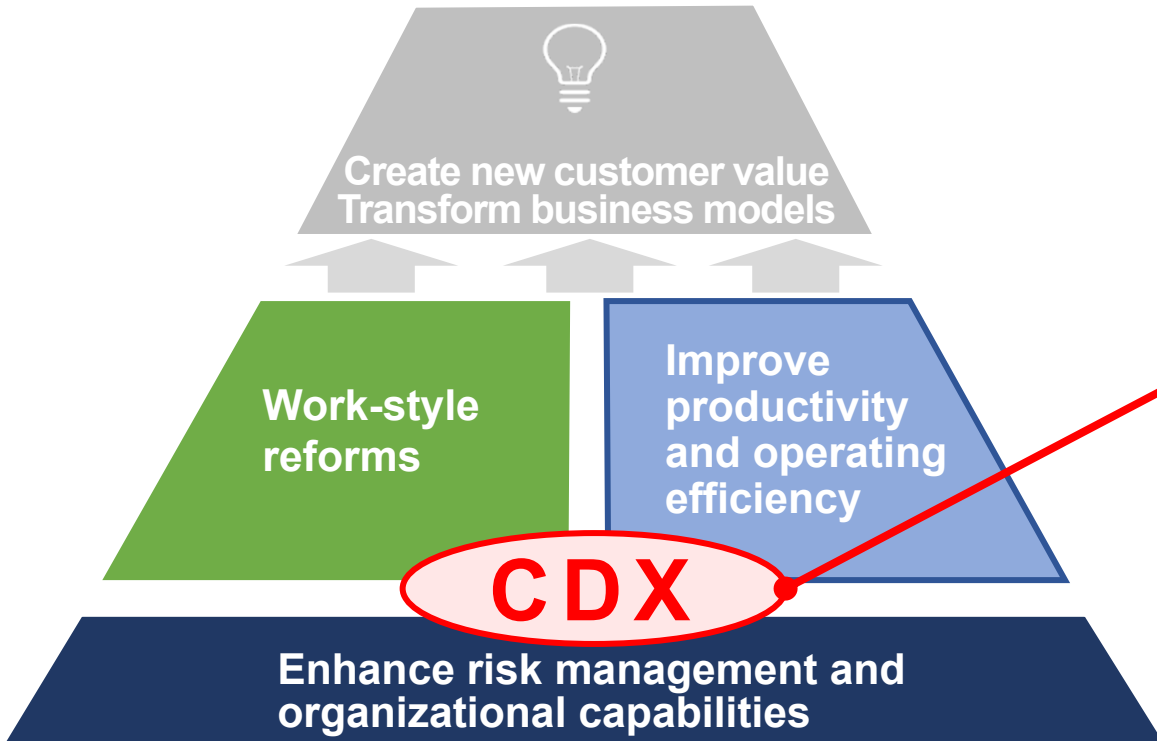 Create new customer value
Transform business models
Work-style
reforms
Improve
productivity
and operating
efficiency
CDX
Enhance risk management and
organizational capabilities